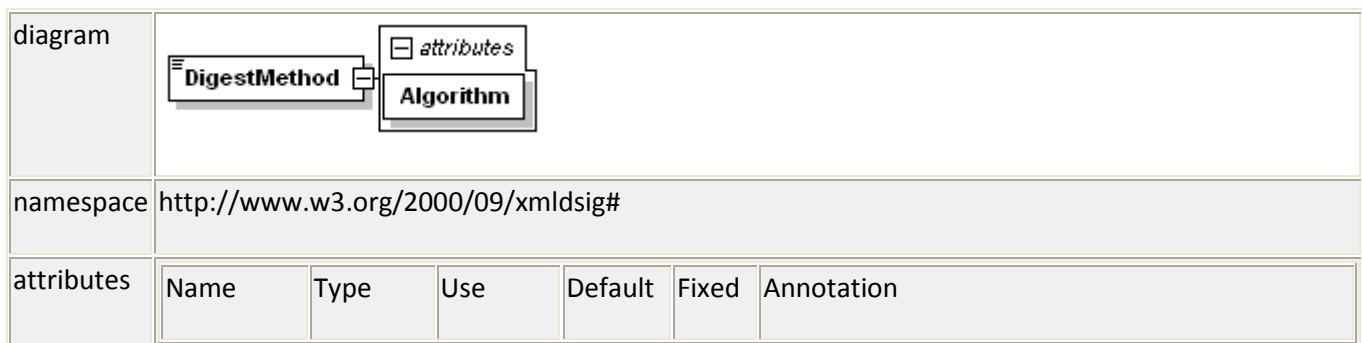 diagram
attributes
DigestMethod
Algorithm
namespace http://www.w3.org/2000/09/xmldsig#
attributes Name Type Use Default Fixed Annotation